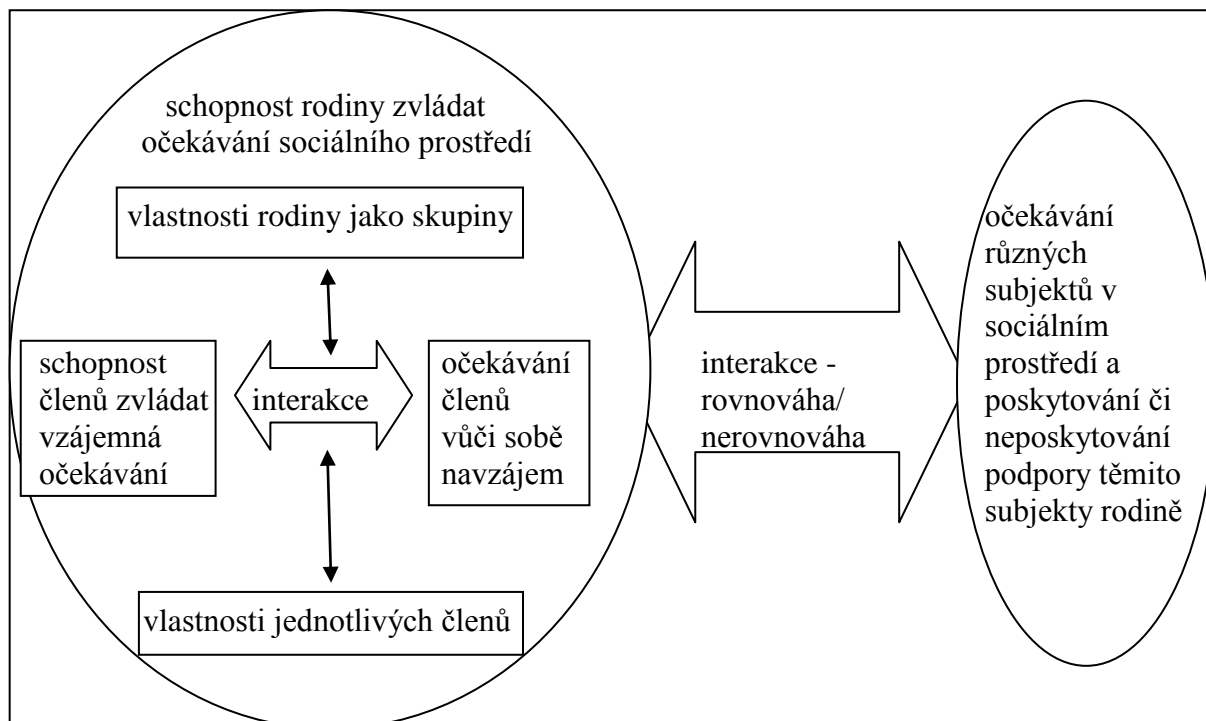 schopnost rodiny zvládat
očekávání sociálního prostředí
vlastnosti rodiny jako skupiny
schopnost
členů zvládat
vzájemná
očekávání
interakce
očekávání
členů
vůči sobě
navzájem
vlastnosti jednotlivých členů
interakce -
rovnováha/
nerovnováha
očekávání
různých
subjektů v
sociálním
prostředí a
poskytování či
neposkytování
podpory těmito
subjekty rodině